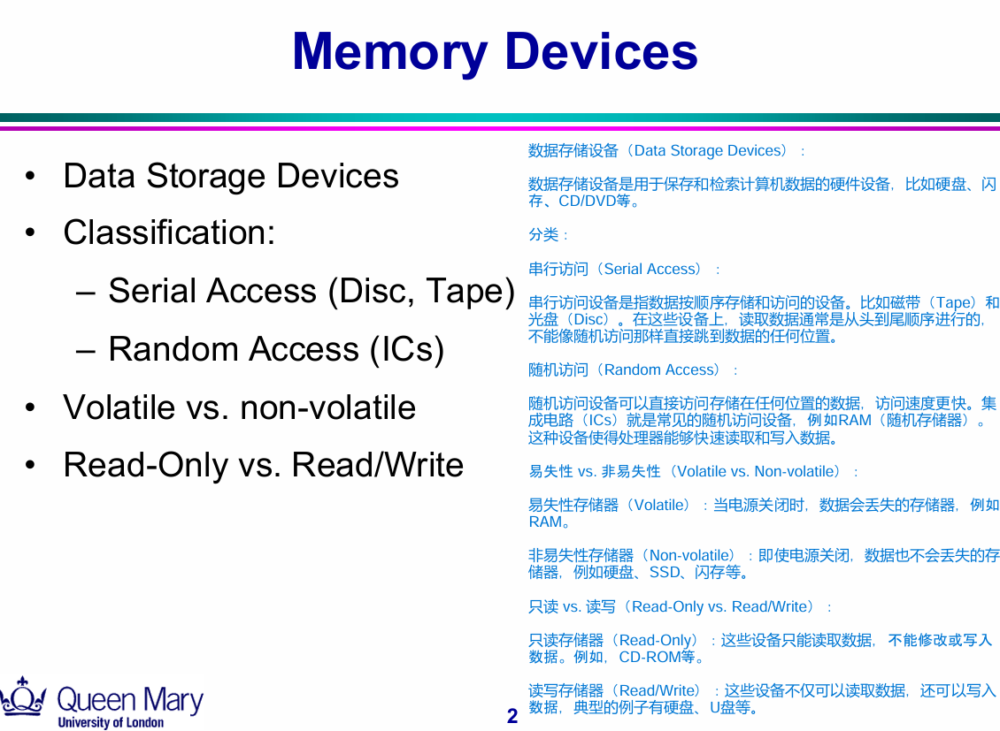 Memory Devices
• Data Storage Devices
• Classification:
– Serial Access (Disc, Tape)
– Random Access (ICs)
• Volatile vs. non-volatile
• Read-Only vs. Read/Write
数据存储设备（Data Storage Devices）：
数据存储设备是用于保存和检索计算机数据的硬件设备，比如硬盘、闪
存、CD/DVD等。
分类：
串行访问（Serial Access）：
串行访问设备是指数据按顺序存储和访问的设备。比如磁带（Tape）和
光盘（Disc）。在这些设备上，读取数据通常是从头到尾顺序进行的，
不能像随机访问那样直接跳到数据的任何位置。
随机访问（Random Access）：
随机访问设备可以直接访问存储在任何位置的数据，访问速度更快。集
成电路（ICs）就是常见的随机访问设备，例如RAM（随机存储器）。
这种设备使得处理器能够快速读取和写入数据。
易失性 vs. 非易失性（Volatile vs. Non-volatile）：
易失性存储器（Volatile）：当电源关闭时，数据会丢失的存储器，例如
RAM。
非易失性存储器（Non-volatile）：即使电源关闭，数据也不会丢失的存
储器，例如硬盘、SSD、闪存等。
只读 vs. 读写（Read-Only vs. Read/Write）：
只读存储器（Read-Only）：这些设备只能读取数据，不能修改或写入
数据。例如，CD-ROM等。
读写存储器（Read/Write）：这些设备不仅可以读取数据，还可以写入
数据，典型的例子有硬盘、U盘等。
Queen Mary
University of London
2